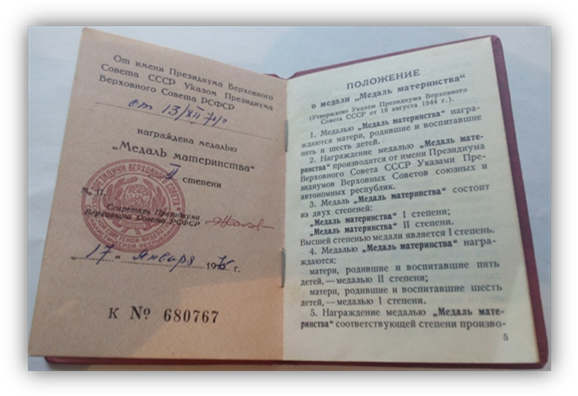 От имени Президиума Верховного
Совета СССР Указом Президиума
Верховного Совета РСФСР
от 13/XII
награждена медалью
„Медаль материнства“
степени
М. П.
Секретарь Президиума
Верховного Совета РСФСР
„17“ Января 197 г.
К № 680767
ПОЛОЖЕНИЕ
о медали „Медаль материнства“
(Утверждено Указом Президиума Верховного
Совета СССР от 18 августа 1944 г.).
1. Медалью „Медаль материнства“ награ-
ждаются матери, родившие и воспитавшие
пять и шесть детей.
2. Награждение медалью „Медаль мате-
ринства“ производится от имени Президиума
Верховного Совета СССР Указами Пре-
зидиумов Верховных Советов союзных и
автономных республик.
3. Медаль „Медаль материнства“ состоит
из двух степеней:
„Медаль материнства“ I степени;
„Медаль материнства“ II степени.
Высшей степенью медали является I степень.
4. Медалью „Медаль материнства“ награ-
ждаются:
матери, родившие и воспитавшие пять
детей,—медалью II степени;
матери, родившие и воспитавшие шесть
детей,—медалью I степени.
5. Награждение медалью „Медаль мате-
ринства“ соответствующей степени произво-
5